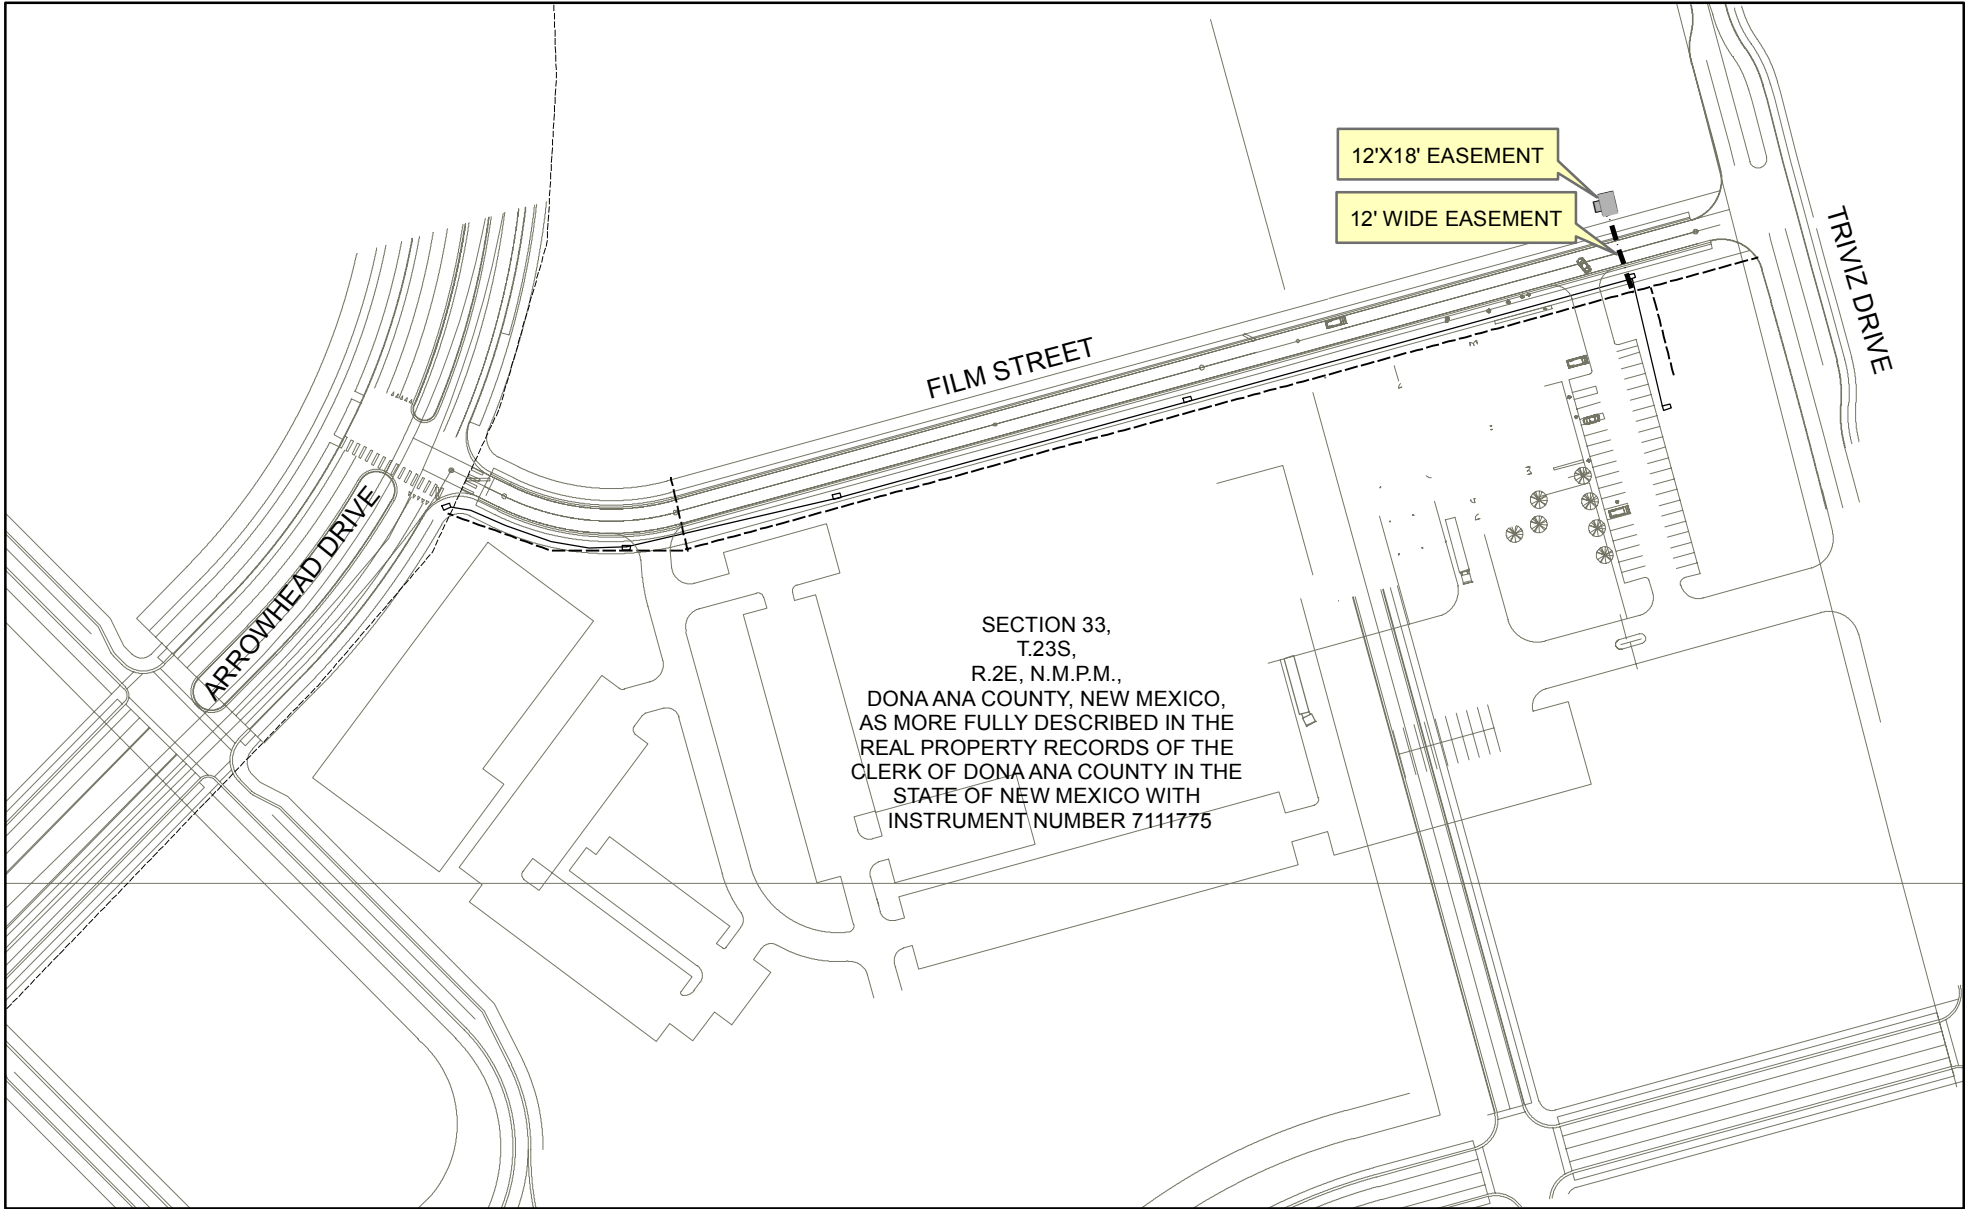 12'X18' EASEMENT
12' WIDE EASEMENT
TRIVIZ DRIVE
FILM STREET
ARROWHEAD DRIVE
SECTION 33,
T.23S,
R.2E, N.M.P.M.,
DONA ANA COUNTY, NEW MEXICO,
AS MORE FULLY DESCRIBED IN THE
REAL PROPERTY RECORDS OF THE
CLERK OF DONA ANA COUNTY IN THE
STATE OF NEW MEXICO WITH
INSTRUMENT NUMBER 7111775